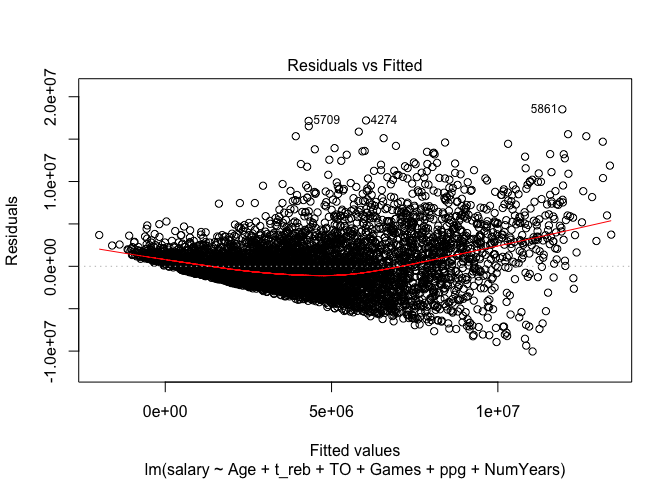 Residuals vs Fitted
Residuals
2.0e+07
1.0e+07
0.0e+00
-1.0e+07
5709
4274
5861
0e+00
5e+06
1e+07
Fitted values
lm(salary ~ Age + t_reb + TO + Games + ppg + NumYears)